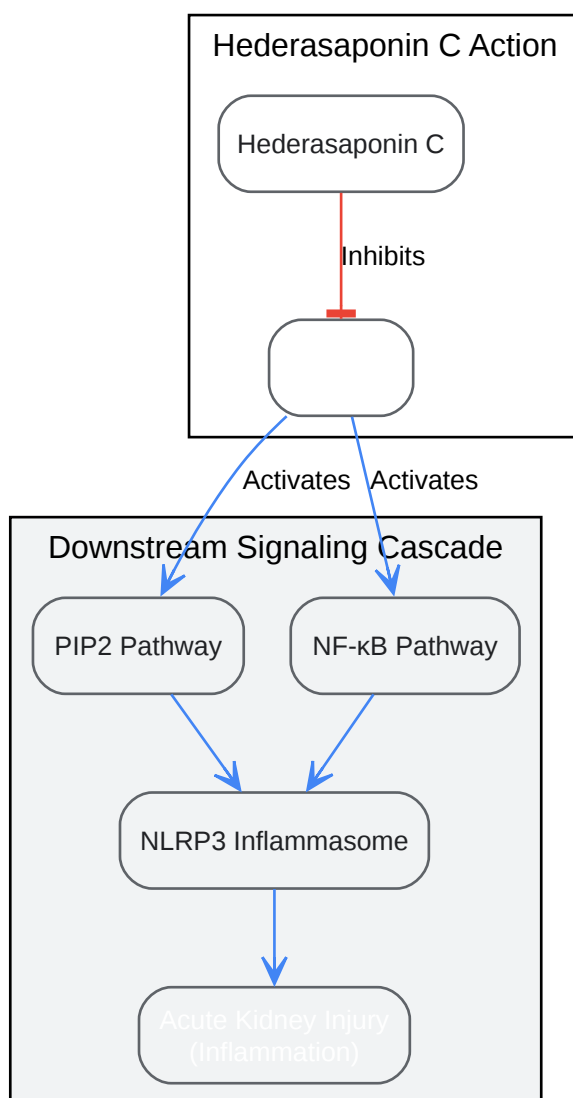 Hederasaponin C Action
Hederasaponin C
Inhibits
Activates
Activates
Downstream Signaling Cascade
PIP2 Pathway
NF-κB Pathway
NLRP3 Inflammasome
Acute Kidney Injury
(Inflammation)